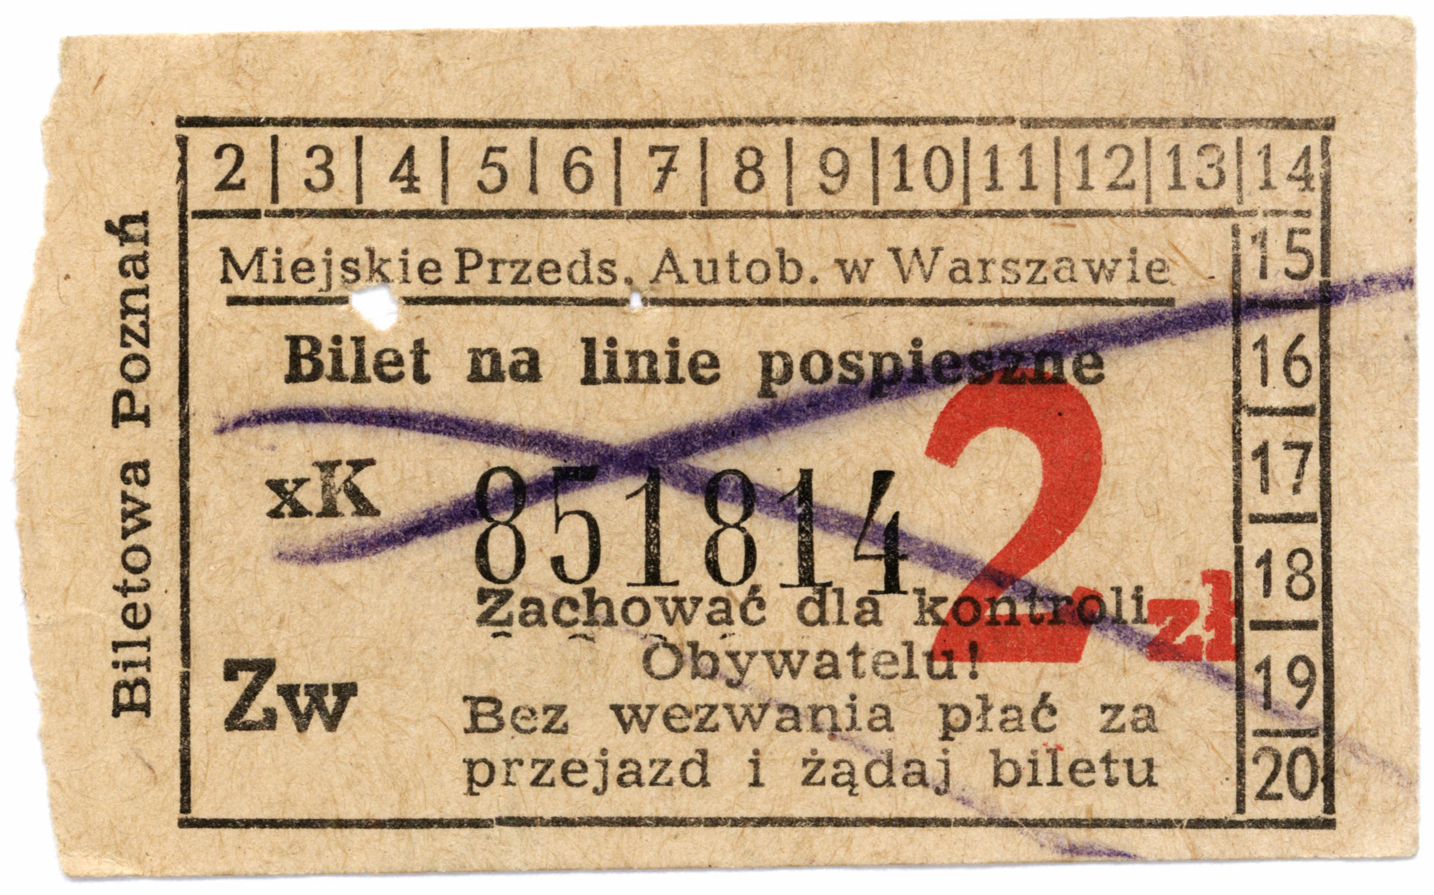 2 | 3 | 4 | 5 | 6 | 7 | 8 | 9 | 10 | 11 | 12 | 13 | 14
15
16
17
18
19
20
Biletowa Poznań
Miejskie Przeds. Autob. w Warszawie
Bilet na linie pospieszne
xK 851814
2 zł
Zachować dla kontroli
Obywatelu!
Zw
Bez wezwania płać za
przejazd i żądaj biletu